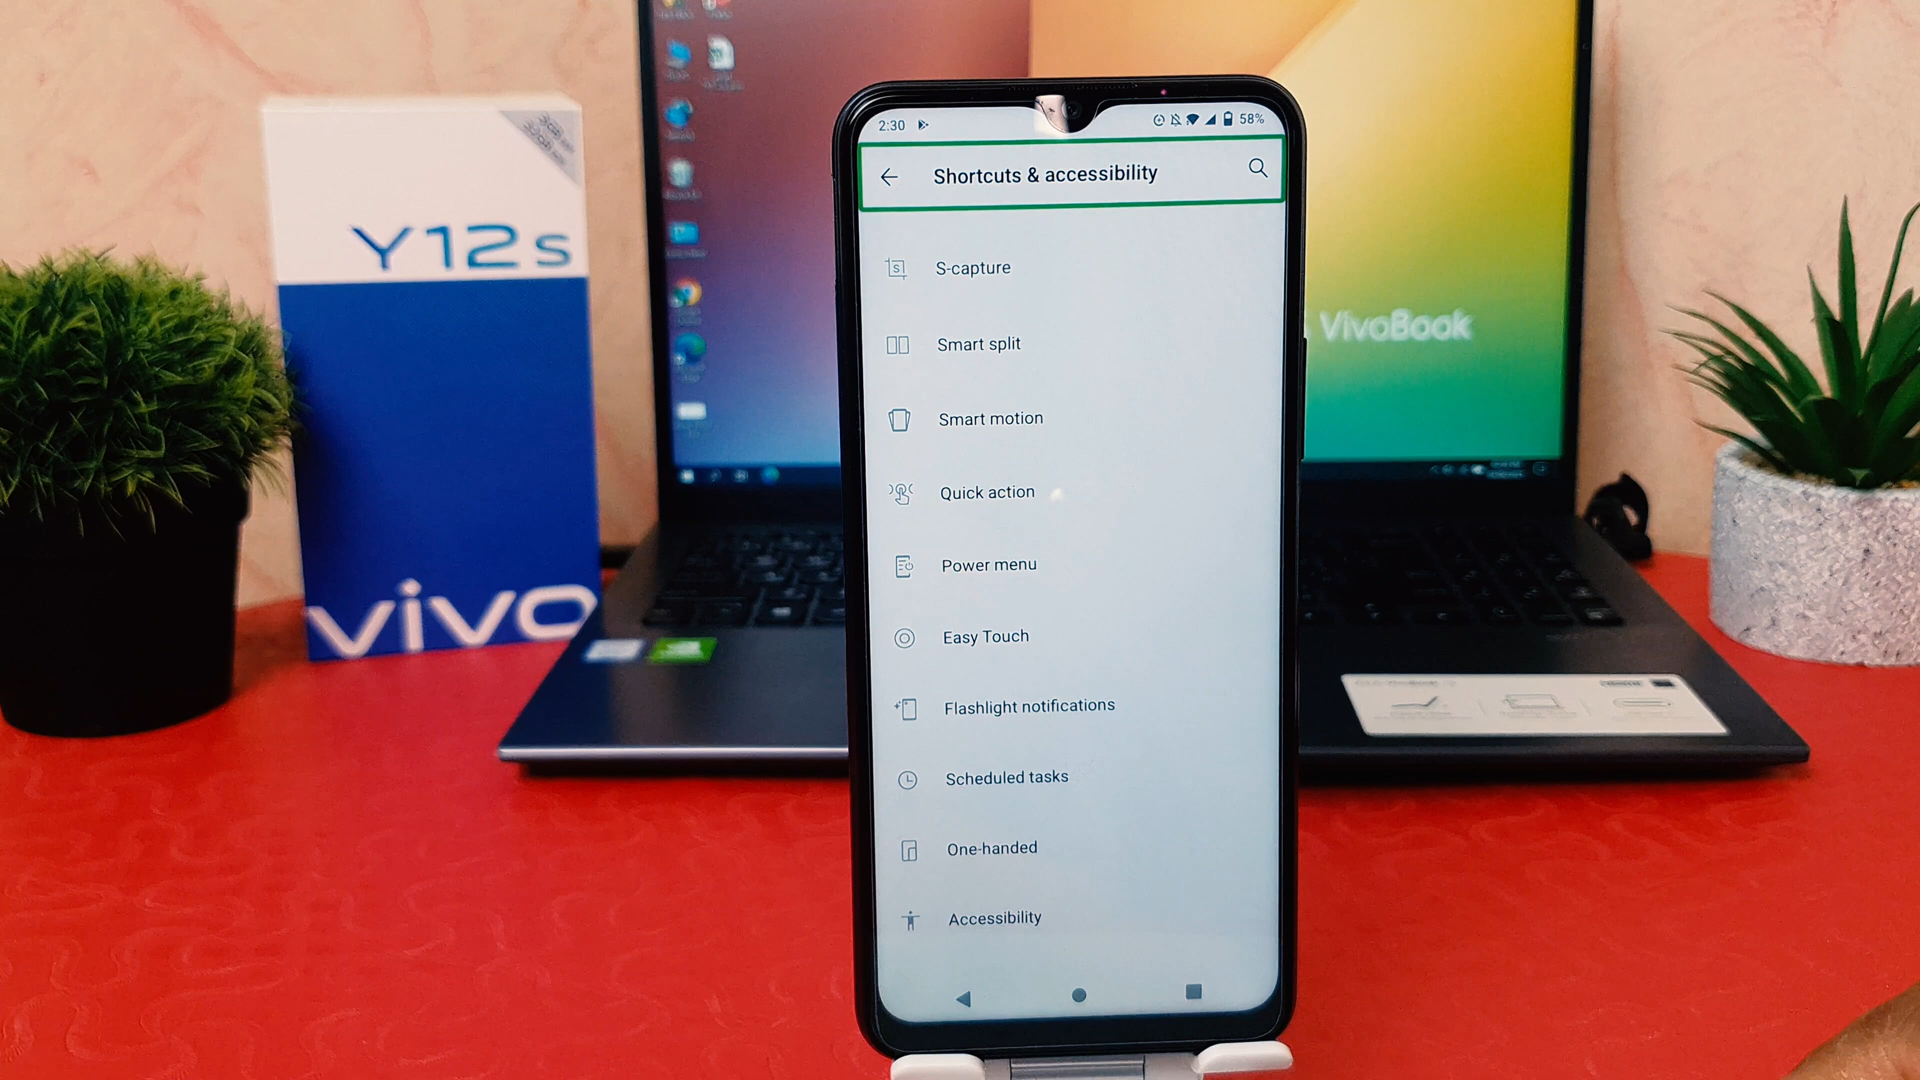 Y12s
vivo
VivoBook
2:30
58%
Shortcuts & accessibility
S-capture
Smart split
Smart motion
Quick action
Power menu
Easy Touch
Flashlight notifications
Scheduled tasks
One-handed
Accessibility